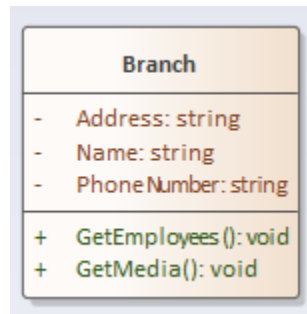 Branch
- Address: string
- Name: string
- PhoneNumber: string
+ GetEmployees(): void
+ GetMedia(): void